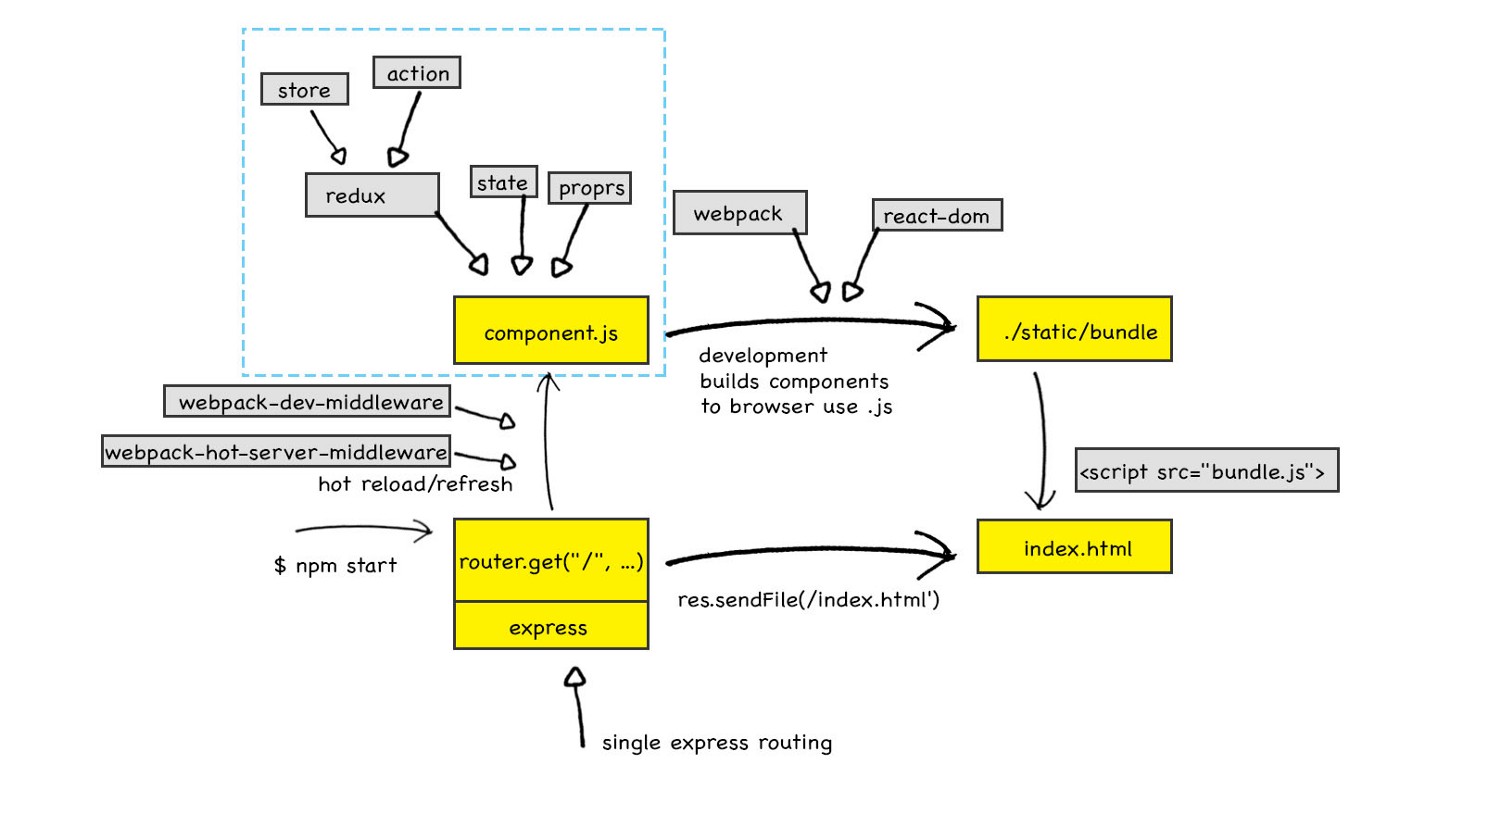 action
store
state
proprs
redux
webpack
react-dom
component.js
./static/bundle
development
builds components
to browser use .js
webpack-dev-middleware
webpack-hot-server-middleware
hot reload/refresh
<script src="bundle.js">
$ npm start
router.get("/", ...)
index.html
res.sendFile(/index.html')
express
single express routing